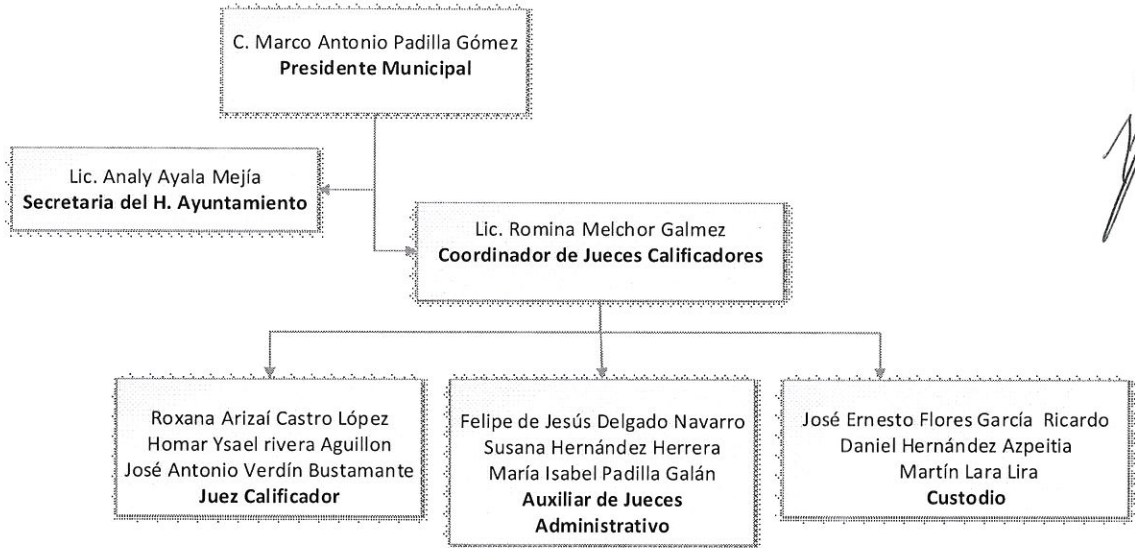 C. Marco Antonio Padilla Gómez
Presidente Municipal
Lic. Analy Ayala Mejía
Secretaria del H. Ayuntamiento
Lic. Romina Melchor Galmez
Coordinador de Jueces Calificadores
Roxana Arizaí Castro López
Homar Ysael rivera Aguillon
José Antonio Verdín Bustamante
Juez Calificador
Felipe de Jesús Delgado Navarro
Susana Hernández Herrera
María Isabel Padilla Galán
Auxiliar de Jueces
Administrativo
José Ernesto Flores García Ricardo
Daniel Hernández Azpeitia
Martín Lara Lira
Custodio